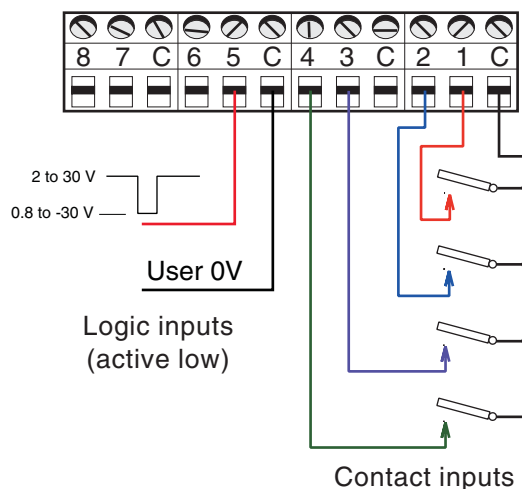 8 7 C 6 5 C 4 3 C 2 1 C
2 to 30 V
0.8 to -30 V
User 0V
Logic inputs
(active low)
Contact inputs